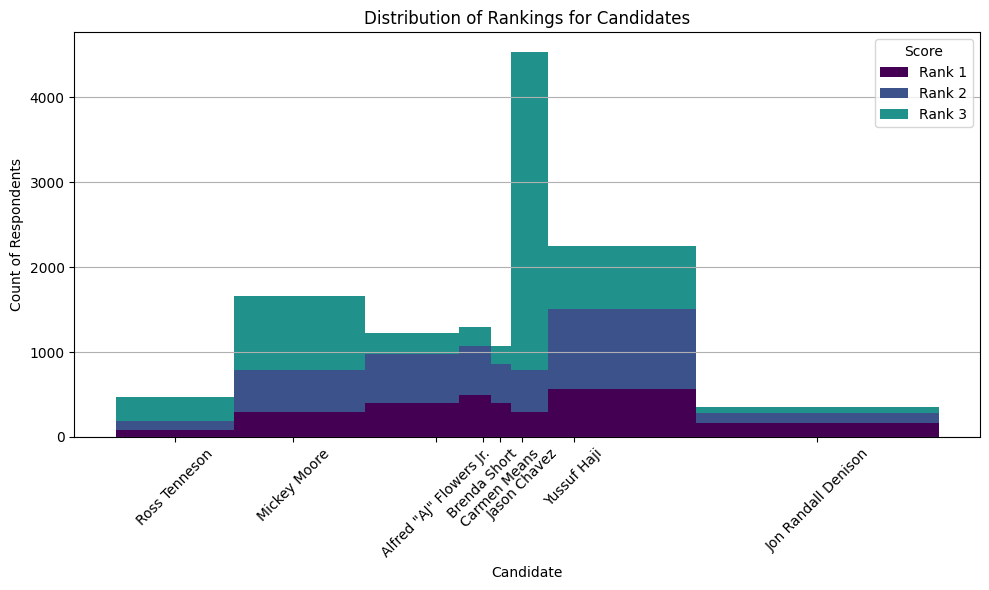 Distribution of Rankings for Candidates
Score
Rank 1
Rank 2
Rank 3
Count of Respondents
4000
3000
2000
1000
0
Ross Tenneson
Mickey Moore
Alfred "AJ" Flowers Jr.
Brenda Short
Carmen Means
Jason Chavez
Yussuf Haji
Jon Randall Denison
Candidate